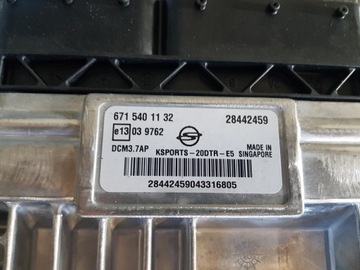 671 540 11 32 28442459
e13 03 9762
DCM3.7AP KSPORTS-20DTR-E5 MADE IN SINGAPORE
28442459043316805